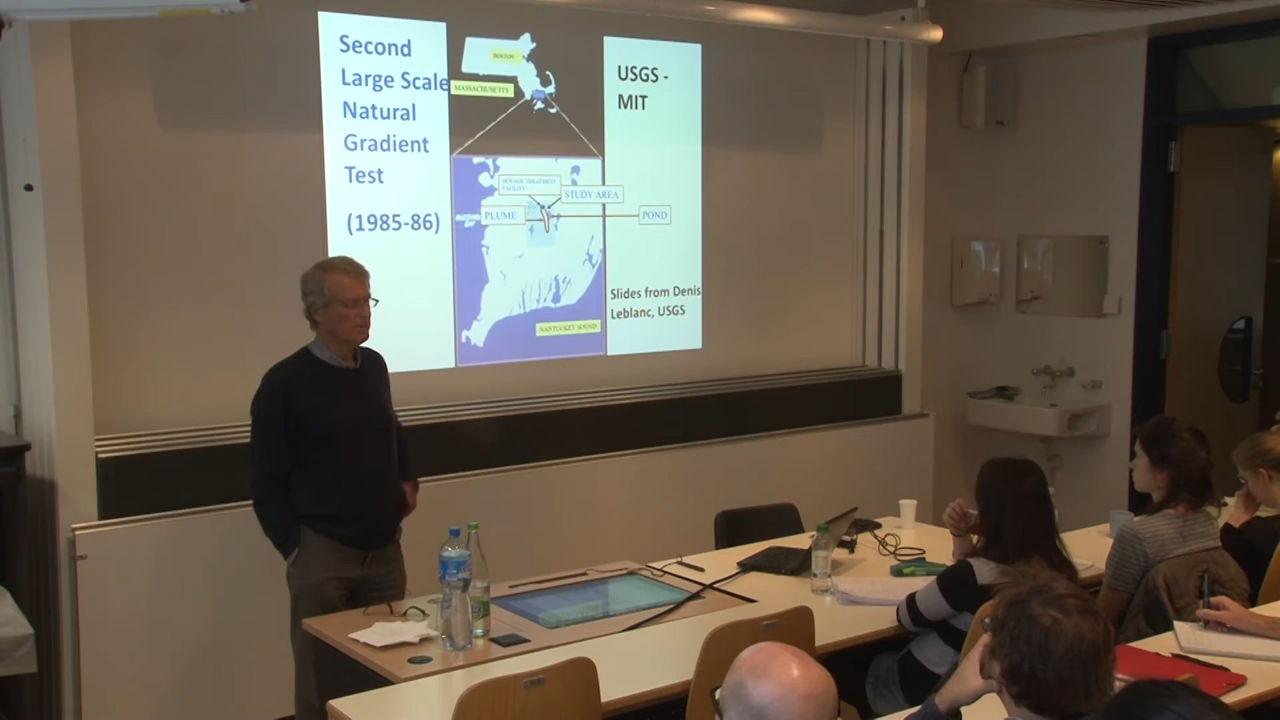 Second
Large Scale
Natural
Gradient
Test
(1985-86)
BOSTON
MASSACHUSETTS
SEWAGE TREATMENT
FACILITY
STUDY AREA
PLUME
POND
NANTUCKET SOUND
USGS -
MIT
Slides from Denis
Leblanc, USGS